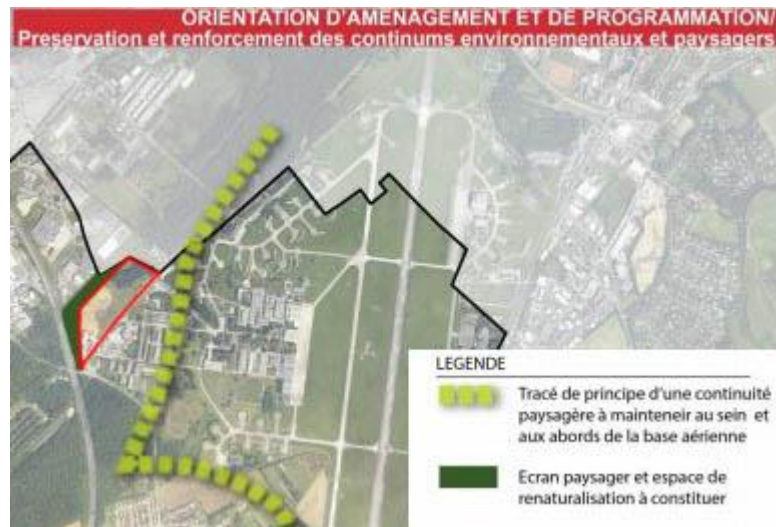 ORIENTATION D'AMENAGEMENT ET DE PROGRAMMATION/
Preservation et renforcement des continums environnementaux et paysagers
LEGENDE
Tracé de principe d'une continuité
paysagère à mainteneir au sein et
aux abords de la base aérienne
Ecran paysager et espace de
renaturalisation à constituer